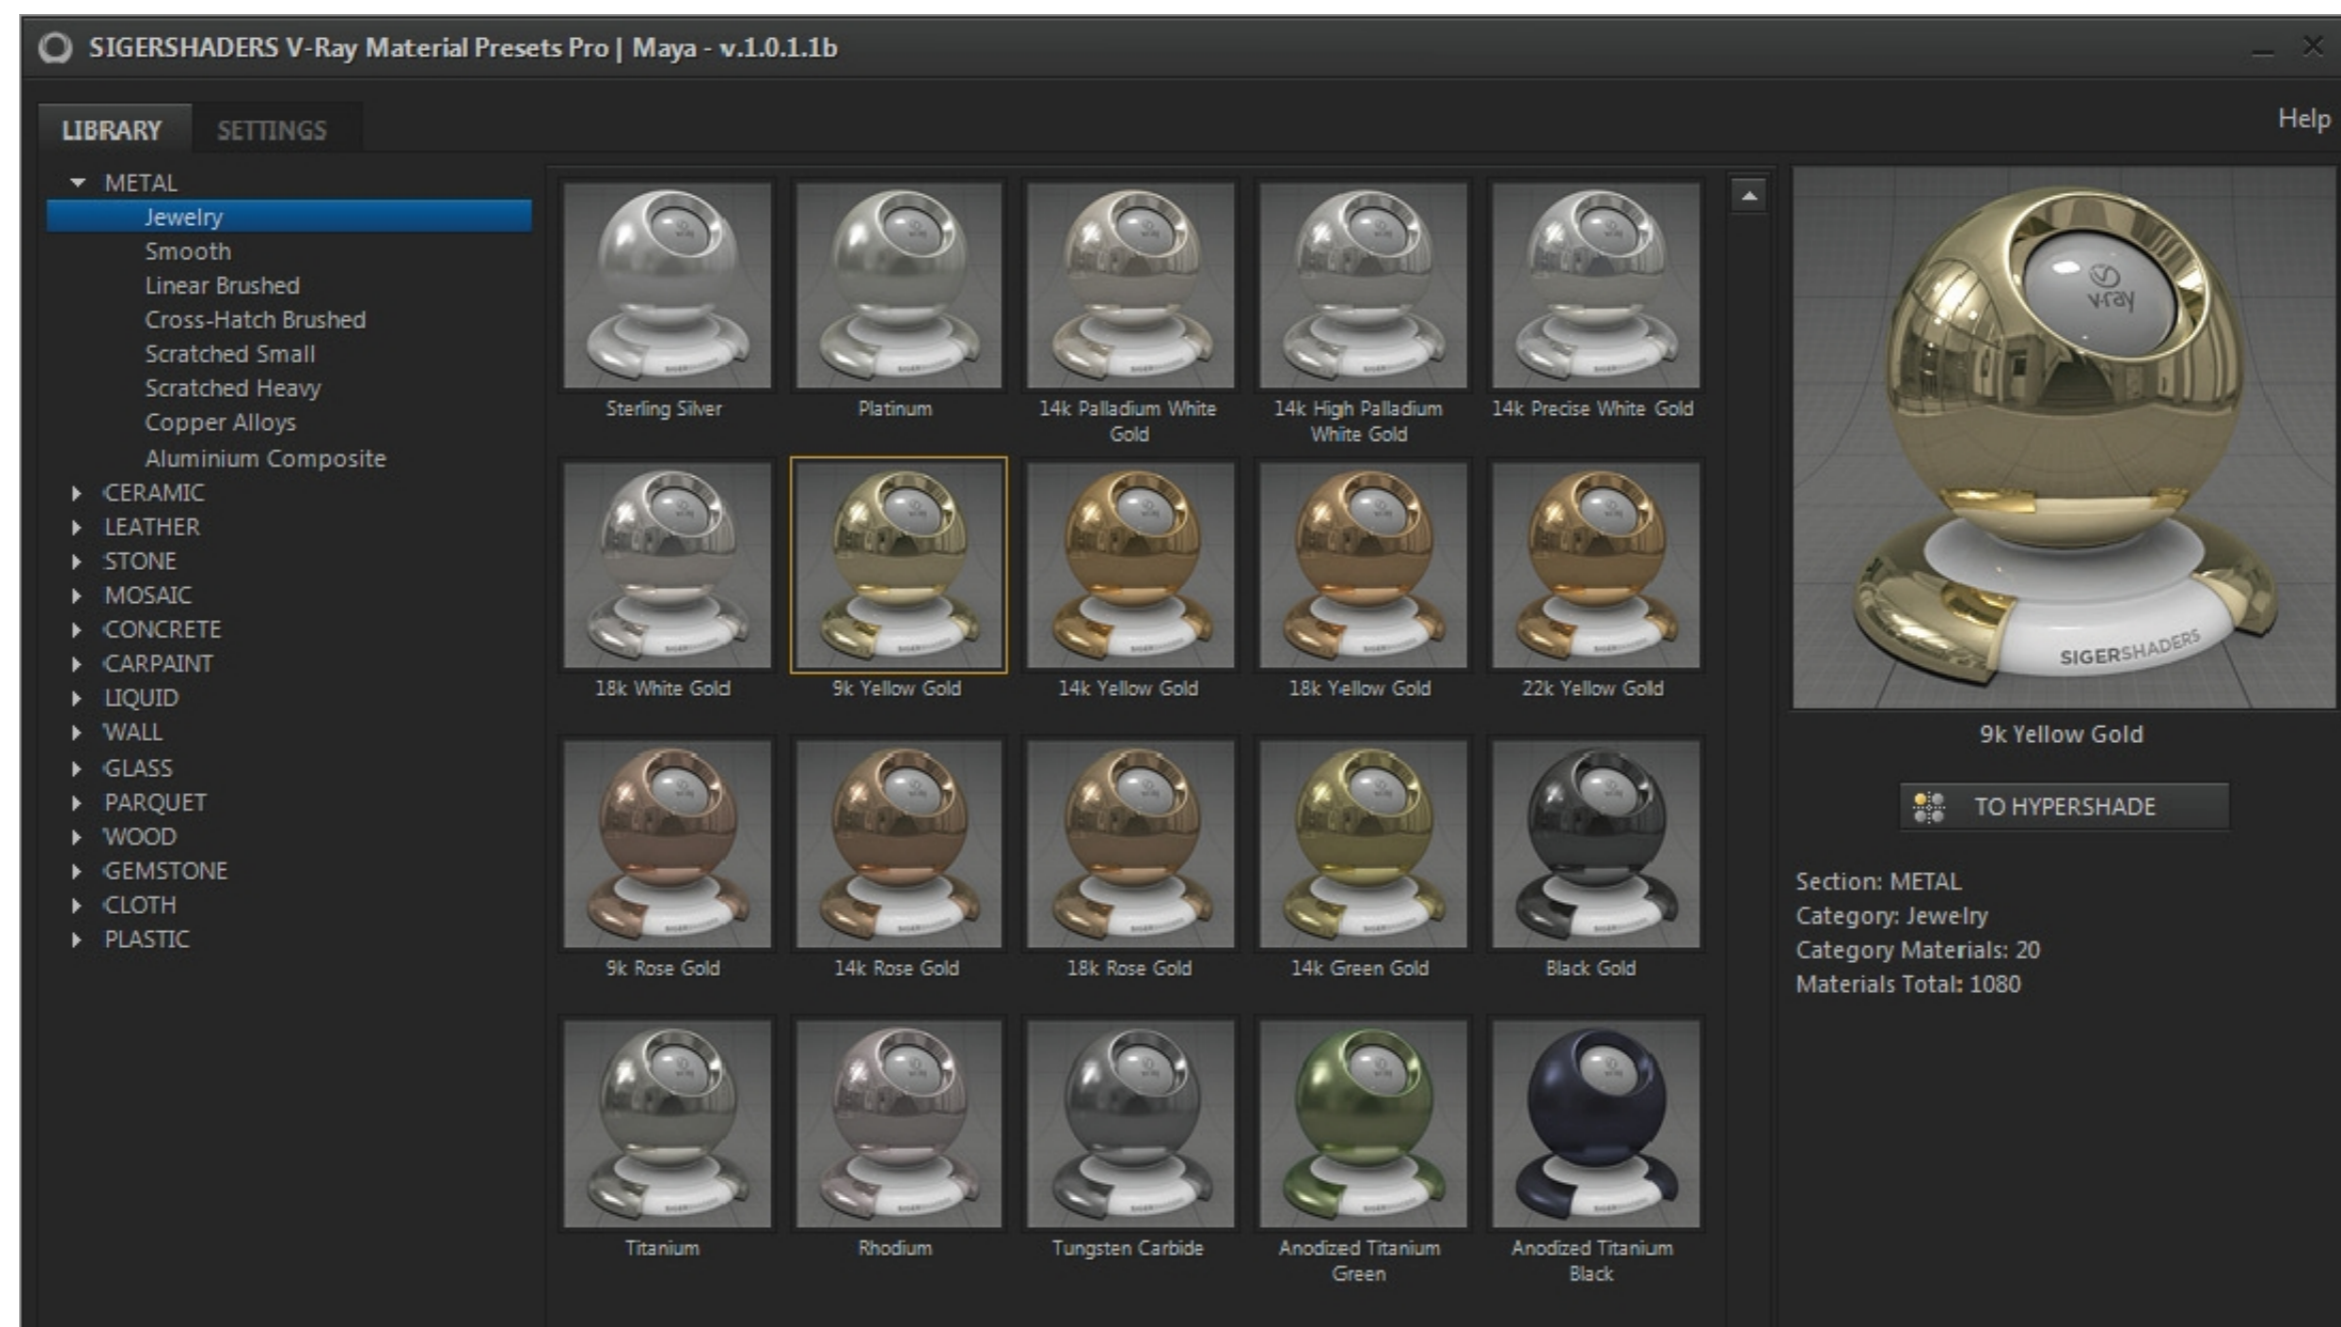 SIGERSHADERS V-Ray Material Presets Pro | Maya - v.1.0.1.1b
LIBRARY
SETTINGS
Help
METAL
Jewelry
Smooth
Linear Brushed
Cross-Hatch Brushed
Scratched Small
Scratched Heavy
Copper Alloys
Aluminium Composite
CERAMIC
LEATHER
STONE
MOSAIC
CONCRETE
CARPAINT
LIQUID
WALL
GLASS
PARQUET
WOOD
GEMSTONE
CLOTH
PLASTIC
Sterling Silver
Platinum
14k Palladium White
Gold
14k High Palladium
White Gold
14k Precise White Gold
18k White Gold
9k Yellow Gold
14k Yellow Gold
18k Yellow Gold
22k Yellow Gold
9k Rose Gold
14k Rose Gold
18k Rose Gold
14k Green Gold
Black Gold
Titanium
Rhodium
Tungsten Carbide
Anodized Titanium
Green
Anodized Titanium
Black
v-ray
SIGERSHADERS
9k Yellow Gold
TO HYPERSHADE
Section: METAL
Category: Jewelry
Category Materials: 20
Materials Total: 1080